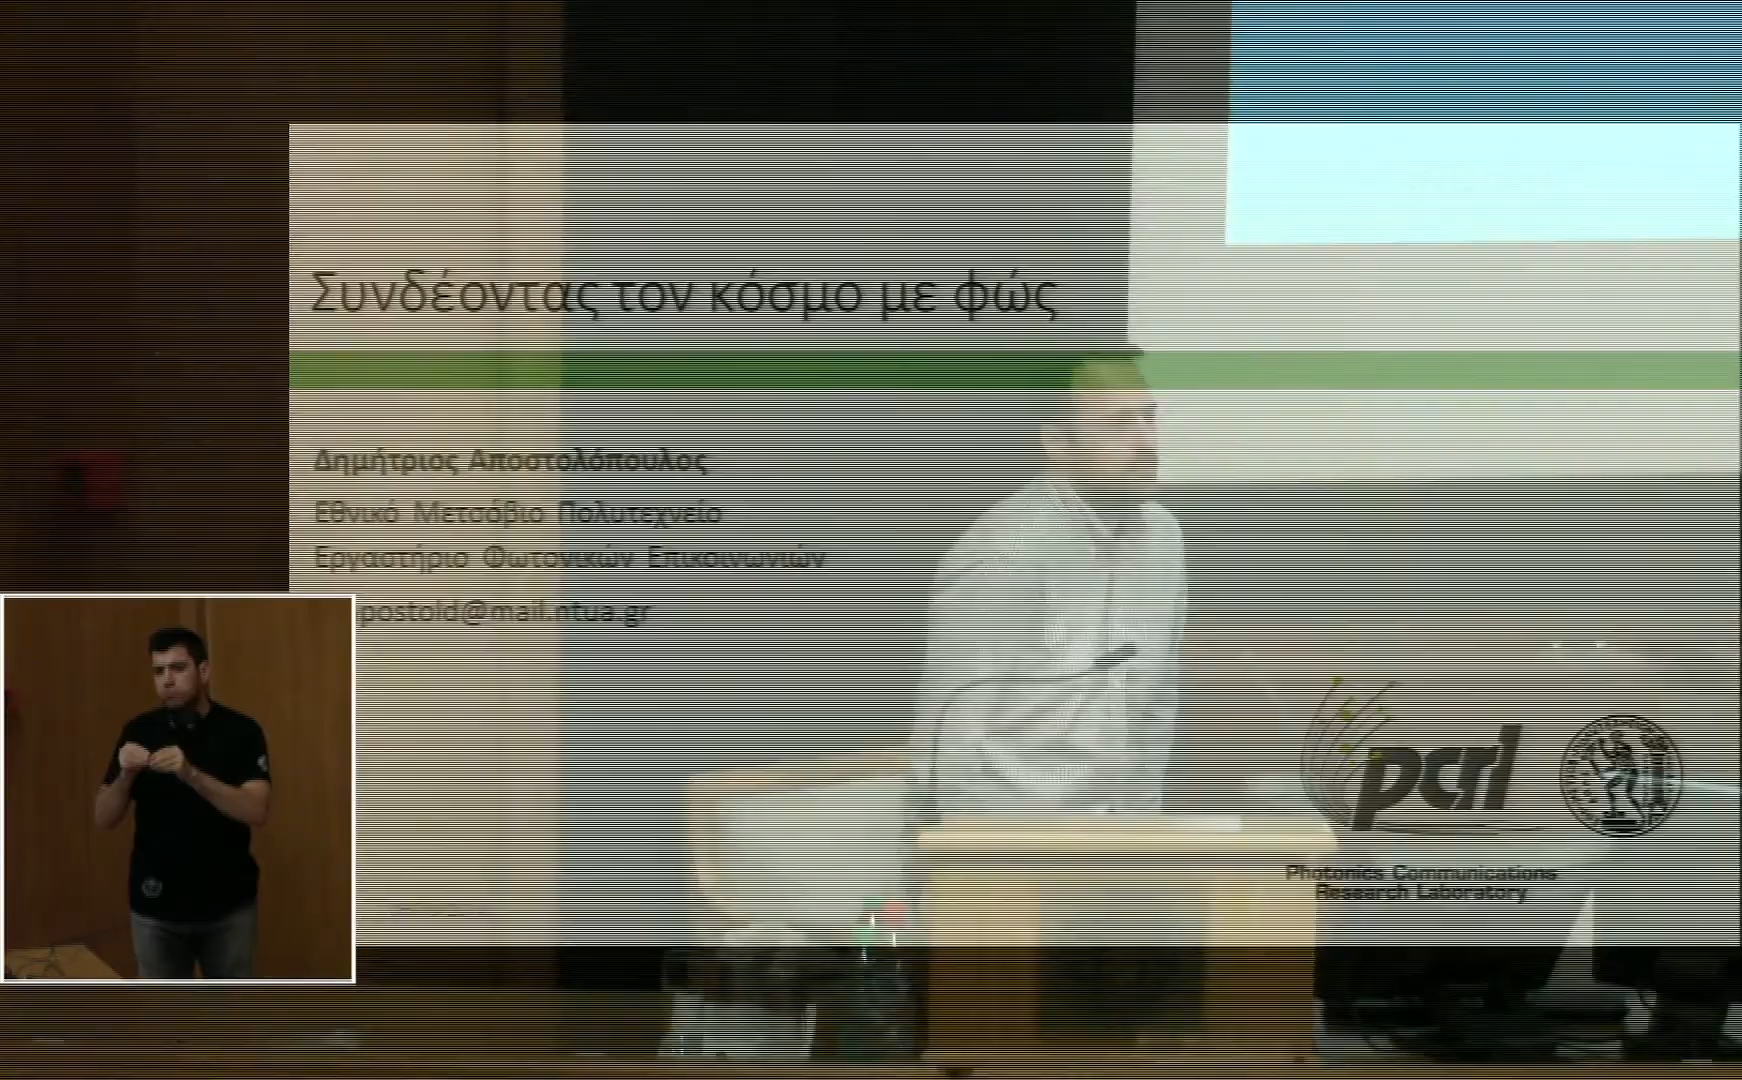 Συνδέοντας τον κόσμο με φώς
Δημήτριος Αποστολόπουλος
Εθνικό Μετσόβιο Πολυτεχνείο
Εργαστήριο Φωτονικών Επικοινωνιών
postold@mail.ntua.gr
pcrl
Photonics Communications
Research Laboratory